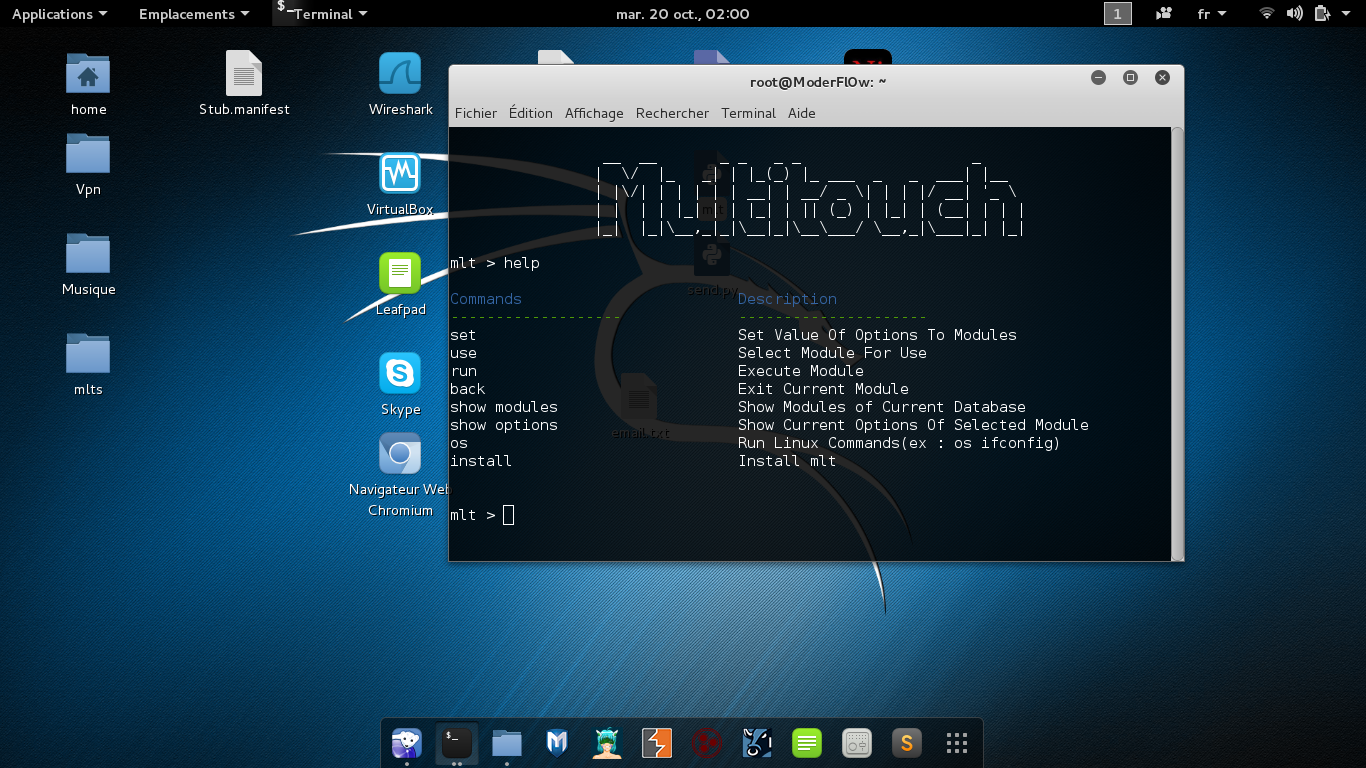 Applications Emplacements Terminal mar. 20 oct., 02:00 1 fr
home
Stub.manifest
Wireshark
Vpn
VirtualBox
Musique
Leafpad
mlts
Skype
Navigateur Web
Chromium
root@ModerFlOw: ~
Fichier Édition Affichage Rechercher Terminal Aide
Multitouch
mlt > help
Commands Description
------------------- ---------------------
set Set Value Of Options To Modules
use Select Module For Use
run Execute Module
back Exit Current Module
show modules Show Modules of Current Database
show options Show Current Options Of Selected Module
os Run Linux Commands(ex : os ifconfig)
install Install mlt
mlt >
mlt
send.py
email.txt